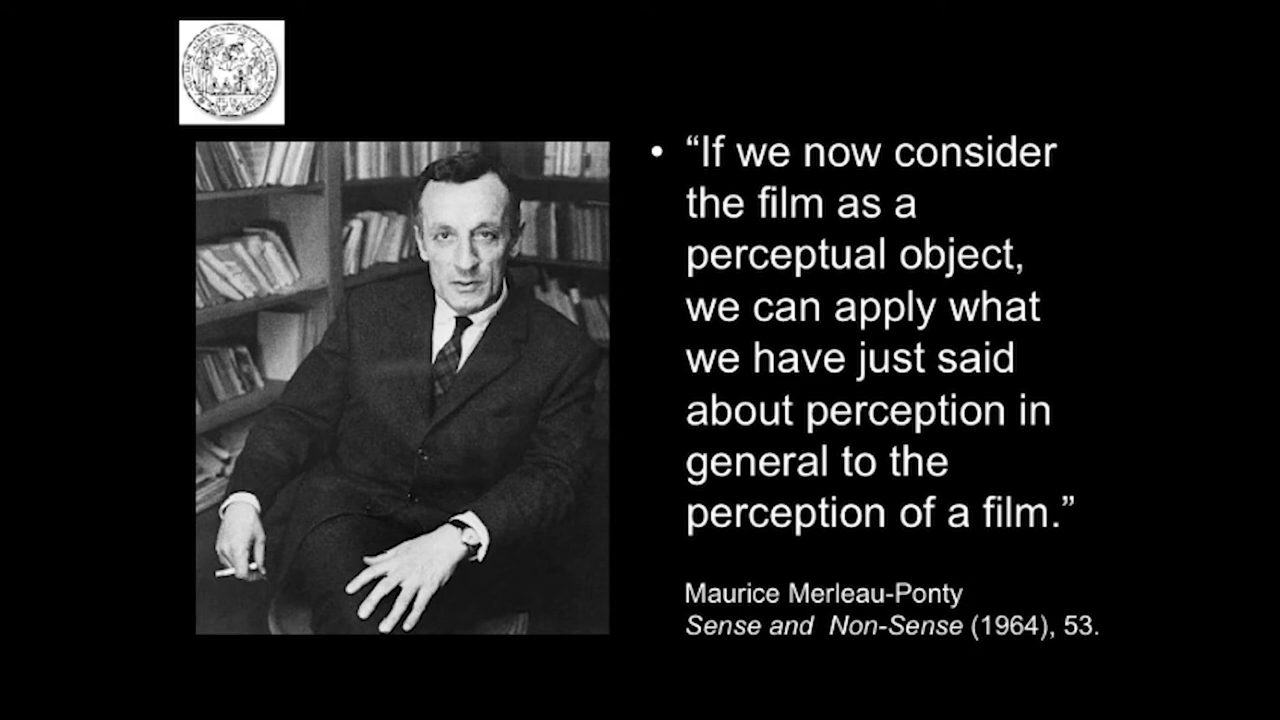 • “If we now consider
the film as a
perceptual object,
we can apply what
we have just said
about perception in
general to the
perception of a film.”
Maurice Merleau-Ponty
Sense and Non-Sense (1964), 53.